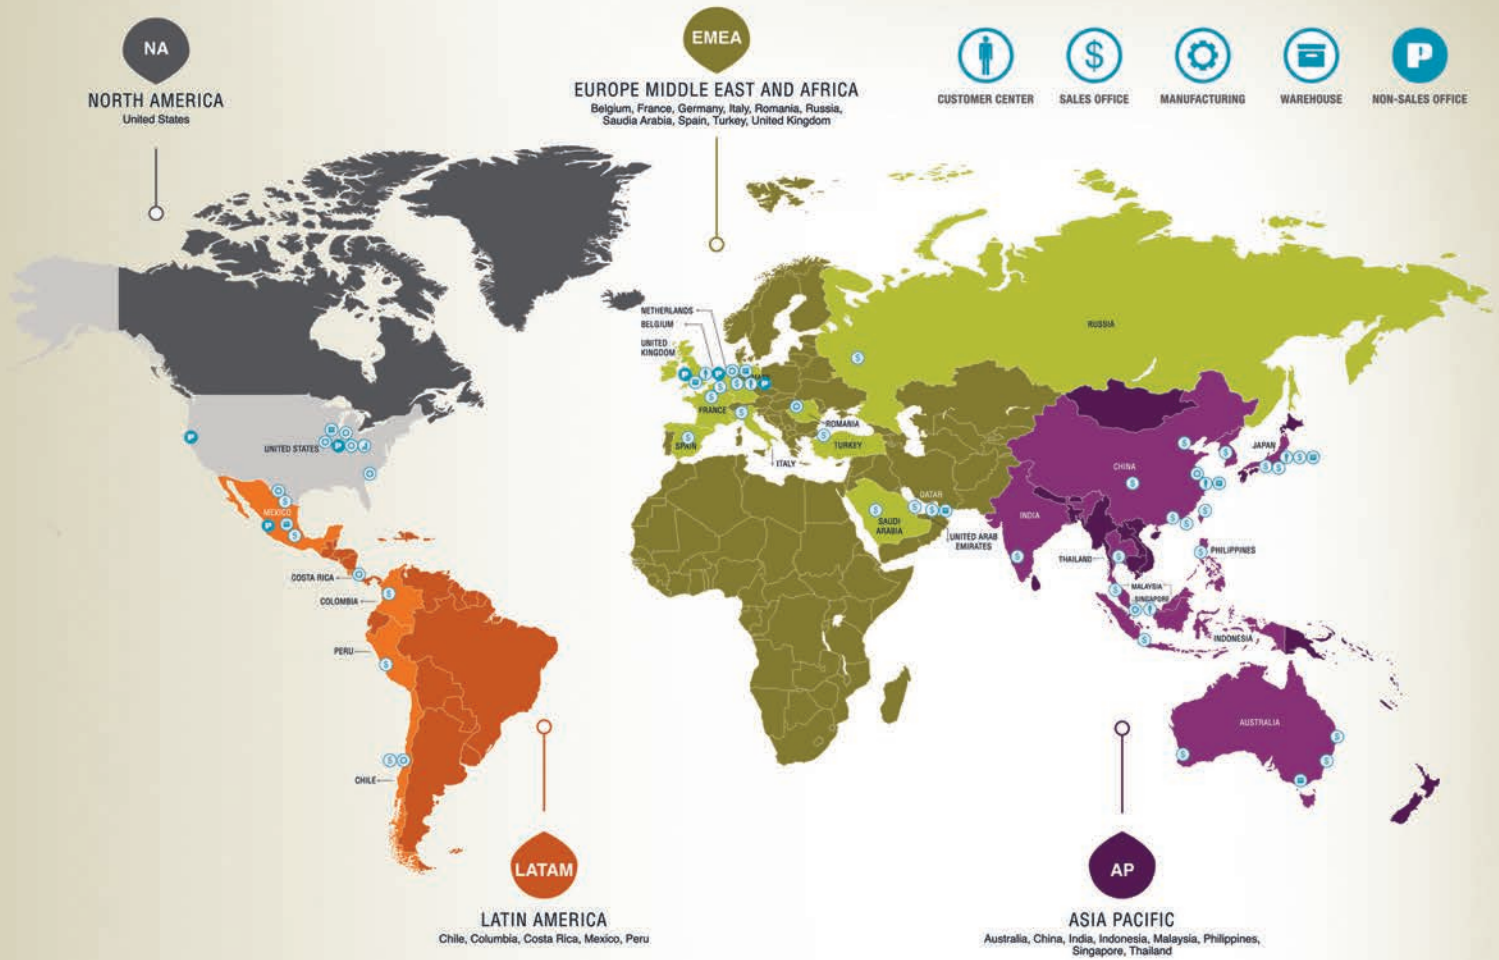 NA
NORTH AMERICA
United States
EMEA
EUROPE MIDDLE EAST AND AFRICA
Belgium, France, Germany, Italy, Romania, Russia,
Saudia Arabia, Spain, Turkey, United Kingdom
$
P
CUSTOMER CENTER
SALES OFFICE
MANUFACTURING
WAREHOUSE
NON-SALES OFFICE
NETHERLANDS
BELGIUM
UNITED
KINGDOM
RUSSIA
FRANCE
ROMANIA
SPAIN
TURKEY
ITALY
UNITED STATES
MEXICO
COSTA RICA
COLOMBIA
PERU
CHILE
QATAR
SAUDI
ARABIA
UNITED ARAB
EMIRATES
CHINA
JAPAN
INDIA
THAILAND
PHILIPPINES
MALAYSIA
SINGAPORE
INDONESIA
AUSTRALIA
LATAM
LATIN AMERICA
Chile, Columbia, Costa Rica, Mexico, Peru
AP
ASIA PACIFIC
Australia, China, India, Indonesia, Malaysia, Philippines,
Singapore, Thailand